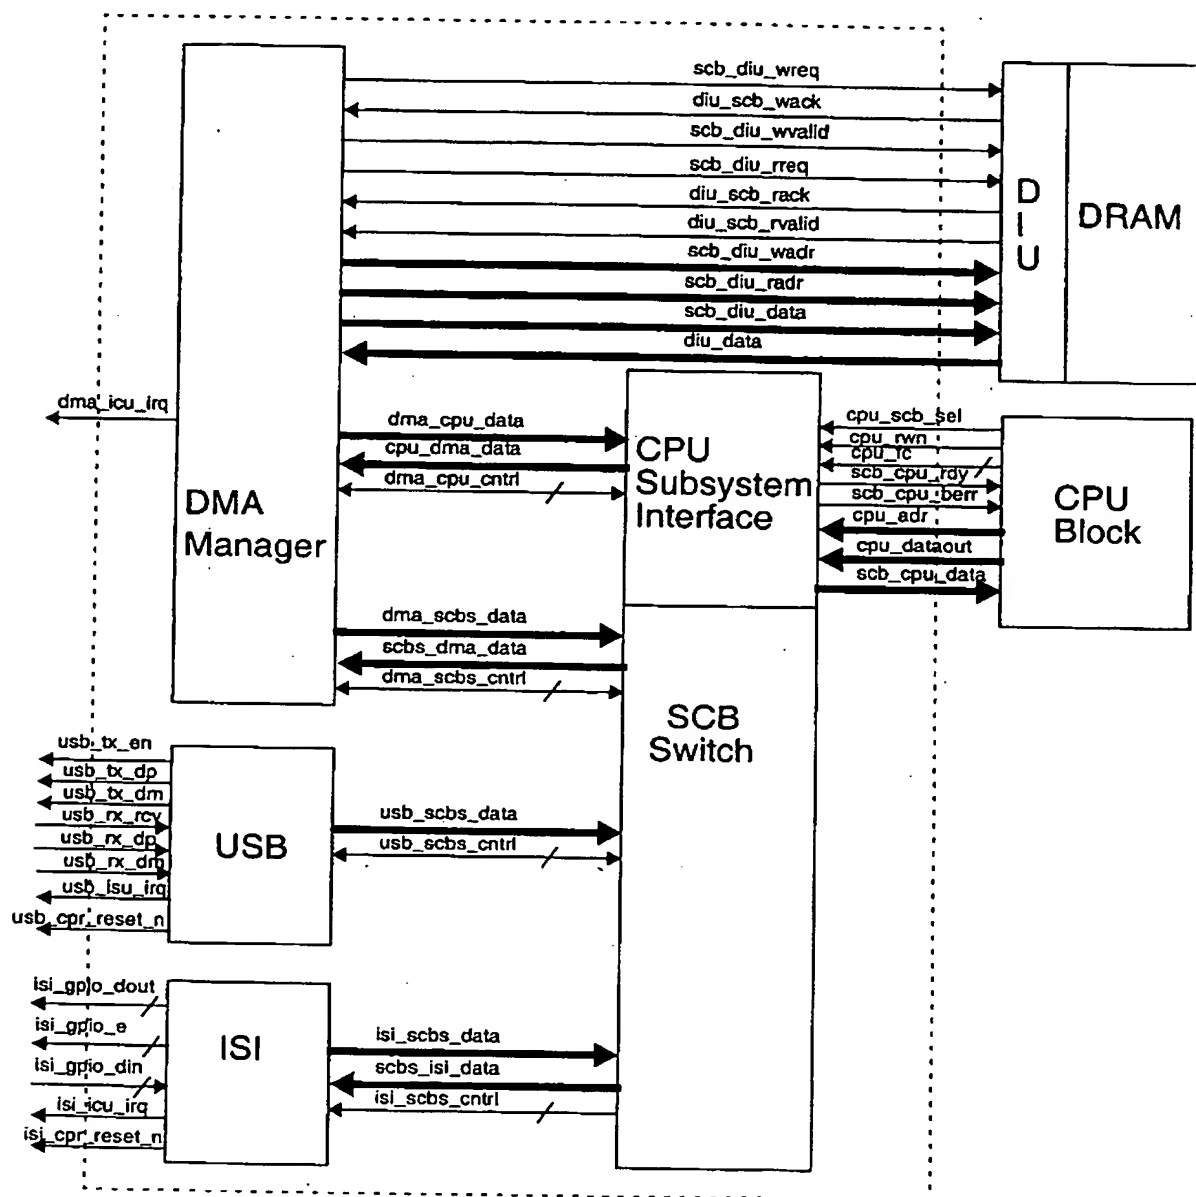 scb_diu_wreq
diu_scb_wack
scb_diu_wvalid
scb_diu_rreq
diu_scb_rack
diu_scb_rvalid
scb_diu_wadr
scb_diu_radr
scb_diu_data
diu_data
D
I
U
DRAM
dma_icu_irq
DMA
Manager
dma_cpu_data
cpu_dma_data
dma_cpu_cntrl
CPU
Subsystem
Interface
cpu_scb_sel
cpu_rwn
cpu_fc
scb_cpu_rdy
scb_cpu_berr
cpu_adr
cpu_dataout
scb_cpu_data
CPU
Block
dma_scbs_data
scbs_dma_data
dma_scbs_cntrl
SCB
Switch
usb_tx_en
usb_tx_dp
usb_tx_dm
usb_rx_rcv
usb_rx_dp
usb_rx_dm
usb_isu_irq
usb_cpr_reset_n
USB
usb_scbs_data
usb_scbs_cntrl
isi_gpio_dout
isi_gpio_e
isi_gpio_din
isi_icu_irq
isi_cpr_reset_n
ISI
isi_scbs_data
scbs_isi_data
isi_scbs_cntrl